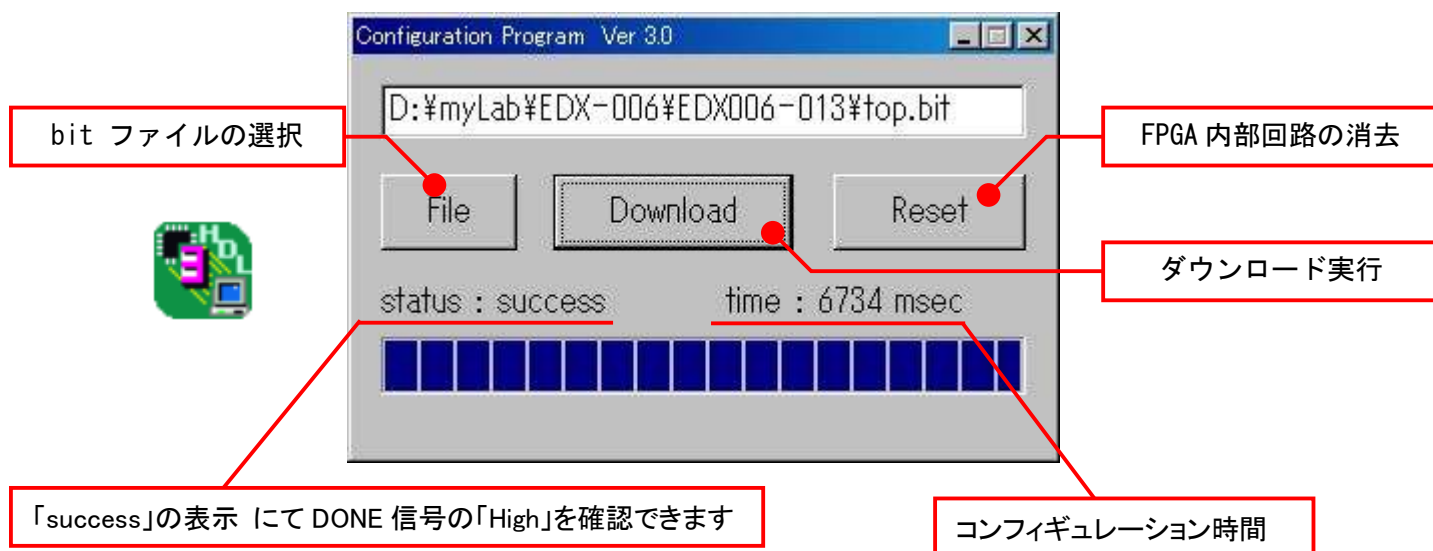 Configuration Program Ver 3.0
D:¥myLab¥EDX-006¥EDX006-013¥top.bit
bit ファイルの選択
FPGA 内部回路の消去
File
Download
Reset
HDL
3
ダウンロード実行
status : success
time : 6734 msec
「success」の表示 にて DONE 信号の「High」を確認できます
コンフィギュレーション時間